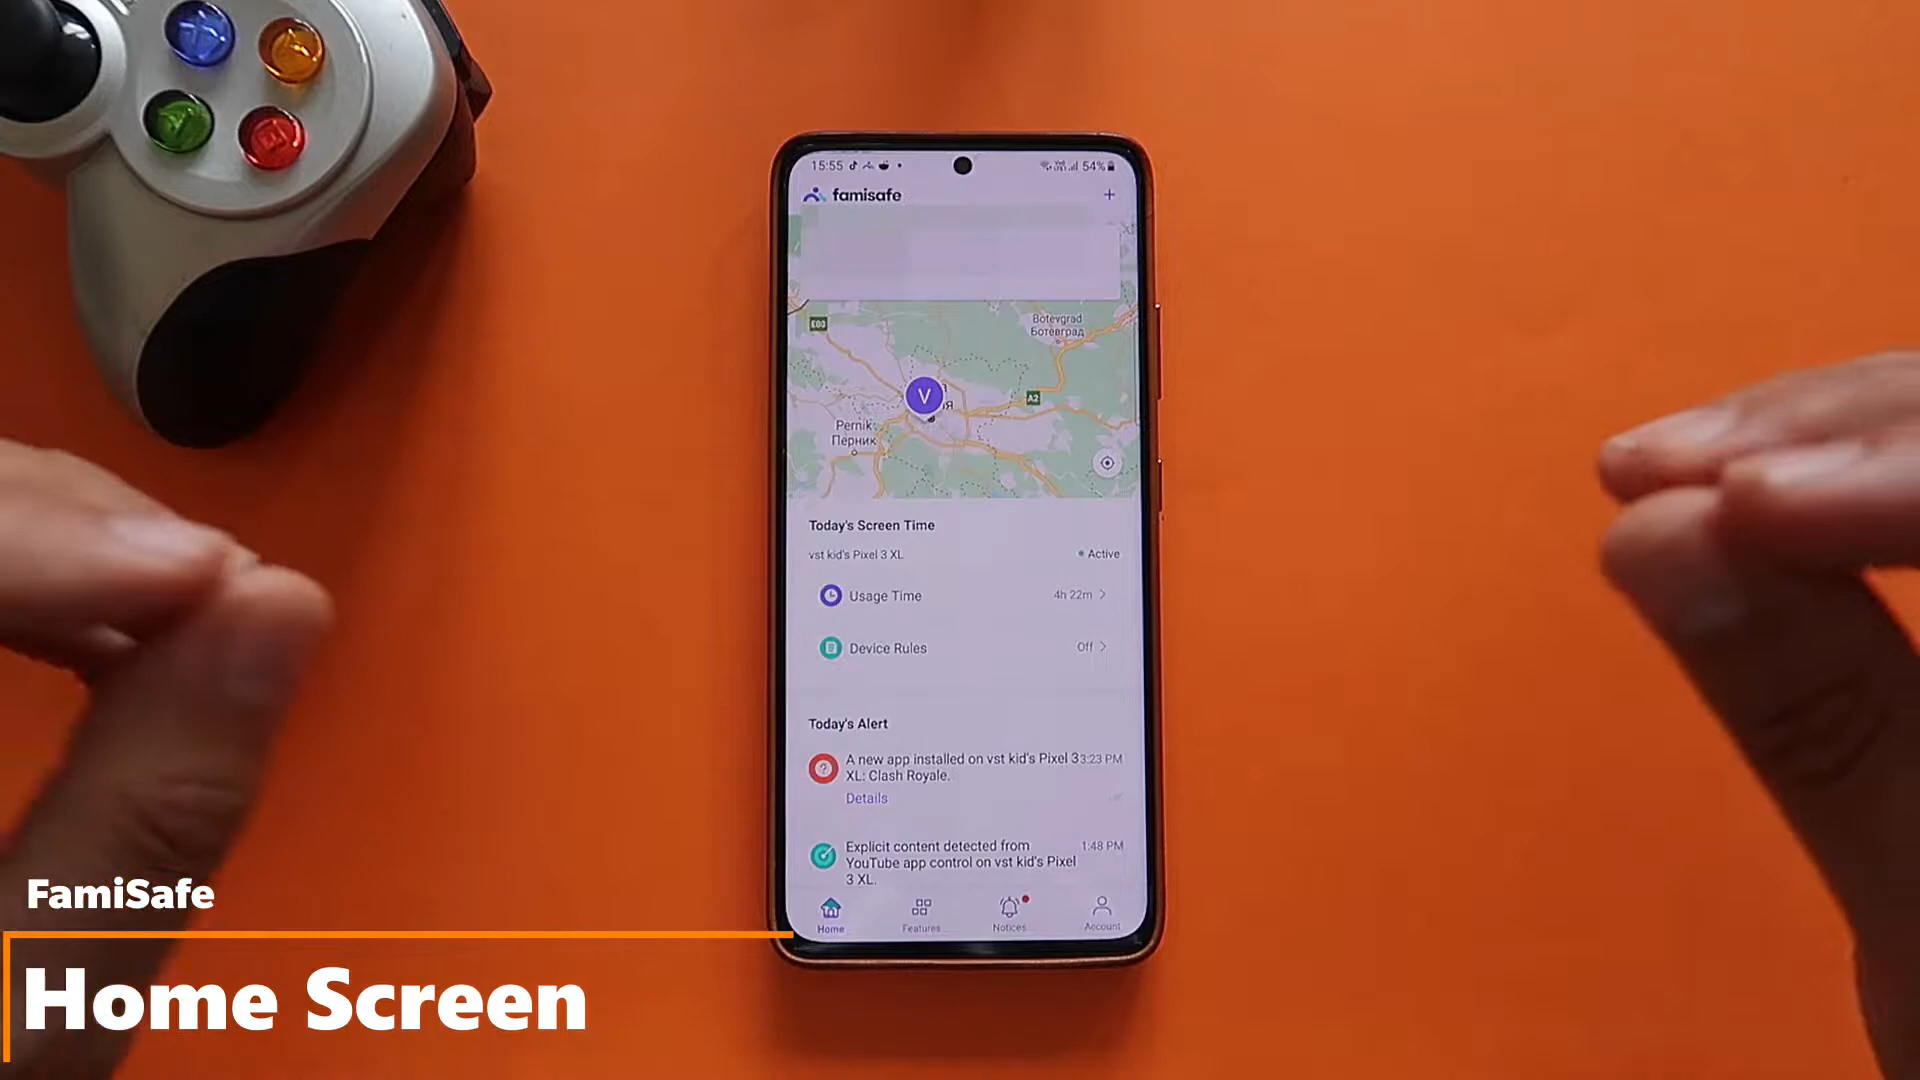 15:55 54%
famisafe +
E80
Botevgrad
Ботевград
V
я
A2
Pernik
Перник
Today's Screen Time
vst kid's Pixel 3 XL Active
Usage Time 4h 22m >
Device Rules Off >
Today's Alert
A new app installed on vst kid's Pixel 3 3:23 PM
XL: Clash Royale.
Details
Explicit content detected from 1:48 PM
YouTube app control on vst kid's Pixel
3 XL.
Home Features Notices Account
FamiSafe
Home Screen